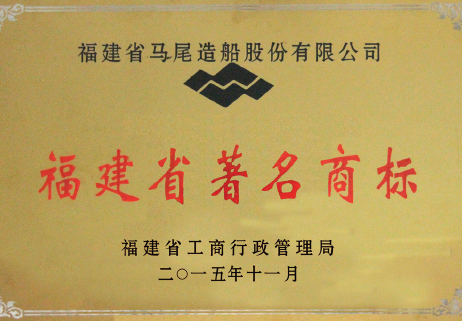 福建省马尾造船股份有限公司
福建省著名商标
福建省工商行政管理局
二〇一五年十一月